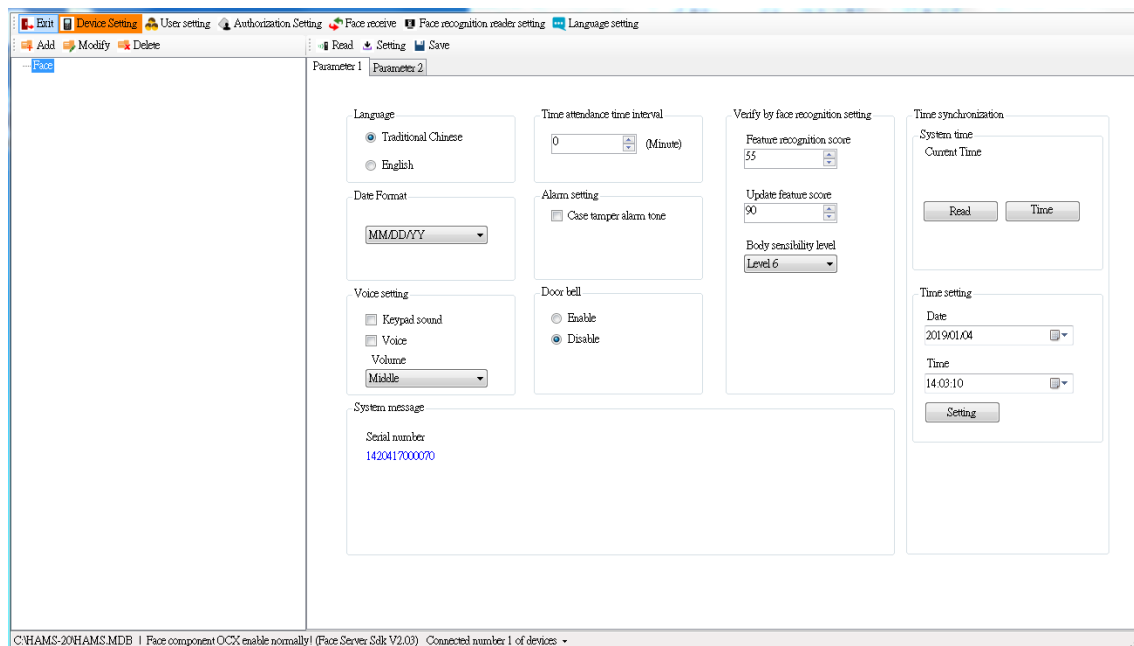 Exit Device Setting User setting Authorization Setting Face receive Face recognition reader setting Language setting
Add Modify Delete
Read Setting Save
Face
Parameter 1 Parameter 2
Language
Traditional Chinese
English
Date Format
MM/DD/YY
Voice setting
Keypad sound
Voice
Volume
Middle
Time attendance time interval
0 (Minute)
Alarm setting
Case tamper alarm tone
Door bell
Enable
Disable
Verify by face recognition setting
Feature recognition score
55
Update feature score
90
Body sensibility level
Level 6
Time synchronization
System time
Current Time
Read Time
Time setting
Date
2019/01/04
Time
14:03:10
Setting
System message
Serial number
1420417000070
C:\HAMS-20\HAMS.MDB | Face component OCX enable normally! (Face Server Sdk V2.03) Connected number 1 of devices